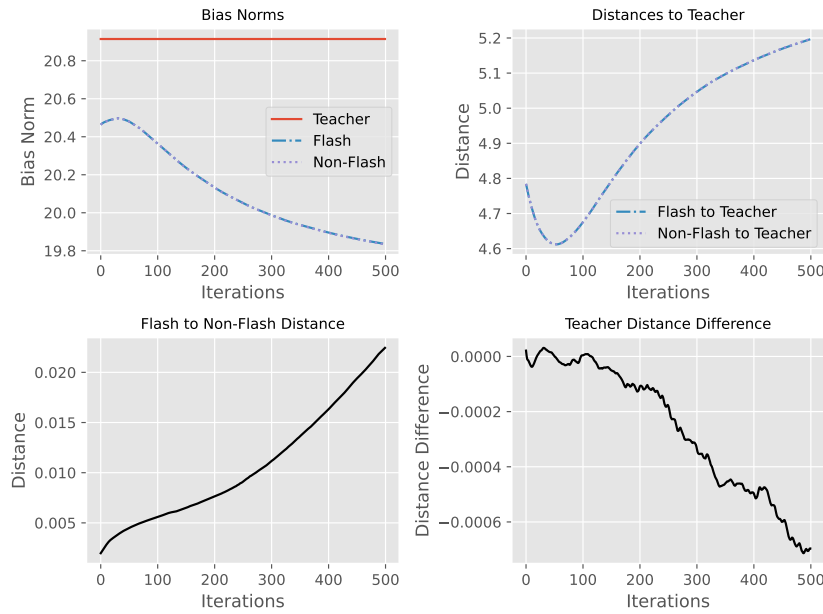 Bias Norms
Bias Norm
20.8
20.6
20.4
20.2
20.0
19.8
Teacher
Flash
Non-Flash
0 100 200 300 400 500
Iterations
Distances to Teacher
Distance
5.2
5.1
5.0
4.9
4.8
4.7
4.6
Flash to Teacher
Non-Flash to Teacher
0 100 200 300 400 500
Iterations
Flash to Non-Flash Distance
Distance
0.020
0.015
0.010
0.005
0 100 200 300 400 500
Iterations
Teacher Distance Difference
Distance Difference
0.0000
−0.0002
−0.0004
−0.0006
0 100 200 300 400 500
Iterations